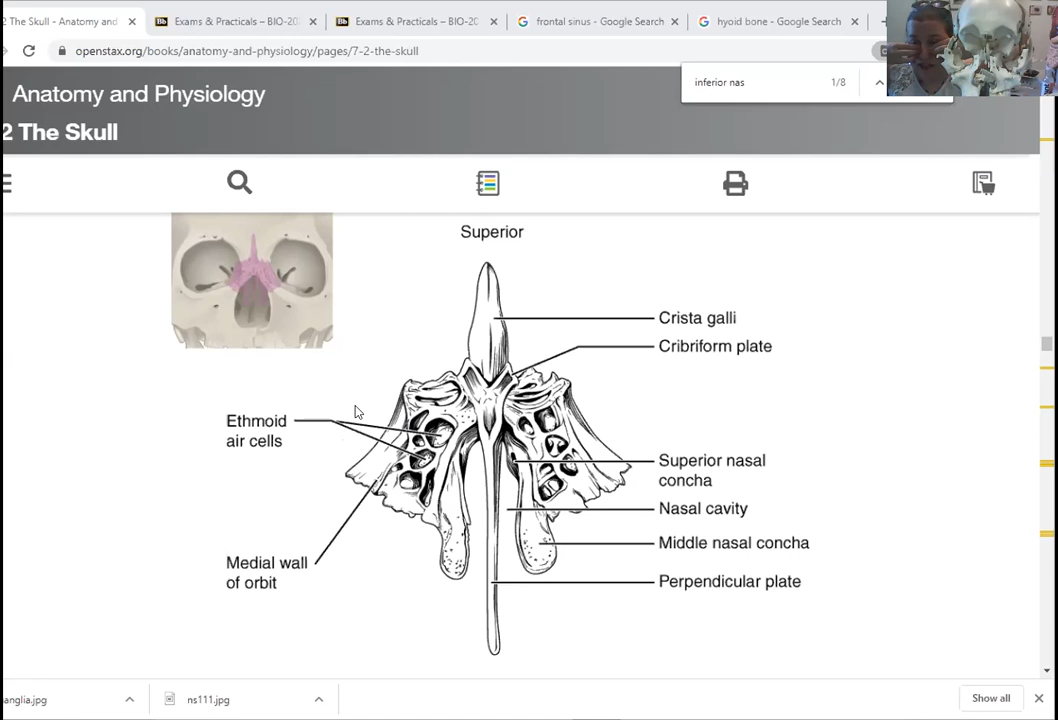 2 The Skull - Anatomy and
Exams & Practicals – BIO-20
Exams & Practicals – BIO-20
frontal sinus - Google Search
hyoid bone - Google Search
openstax.org/books/anatomy-and-physiology/pages/7-2-the-skull
inferior nas
1/8
Anatomy and Physiology
2 The Skull
Superior
Crista galli
Cribriform plate
Ethmoid
air cells
Superior nasal
concha
Nasal cavity
Middle nasal concha
Medial wall
of orbit
Perpendicular plate
anglia.jpg
ns111.jpg
Show all